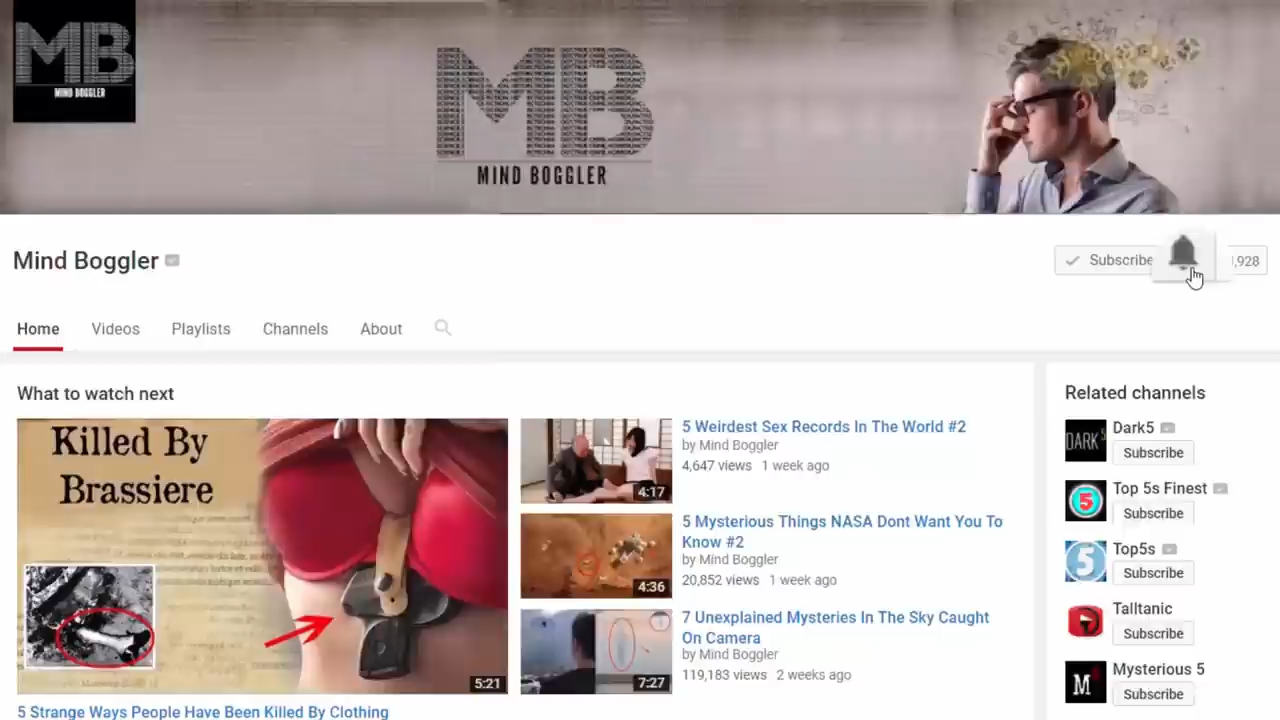 MB
MIND BOGGLER
MB
MIND BOGGLER
Mind Boggler
Subscribe
,928
Home
Videos
Playlists
Channels
About
What to watch next
Killed By
Brassiere
5:21
5 Strange Ways People Have Been Killed By Clothing
4:17
5 Weirdest Sex Records In The World #2
by Mind Boggler
4,647 views 1 week ago
4:36
5 Mysterious Things NASA Dont Want You To
Know #2
by Mind Boggler
20,852 views 1 week ago
7:27
7 Unexplained Mysteries In The Sky Caught
On Camera
by Mind Boggler
119,183 views 2 weeks ago
Related channels
DARK5
Dark5
Subscribe
5
Top 5s Finest
Subscribe
5
Top5s
Subscribe
Talltanic
Subscribe
M
Mysterious 5
Subscribe